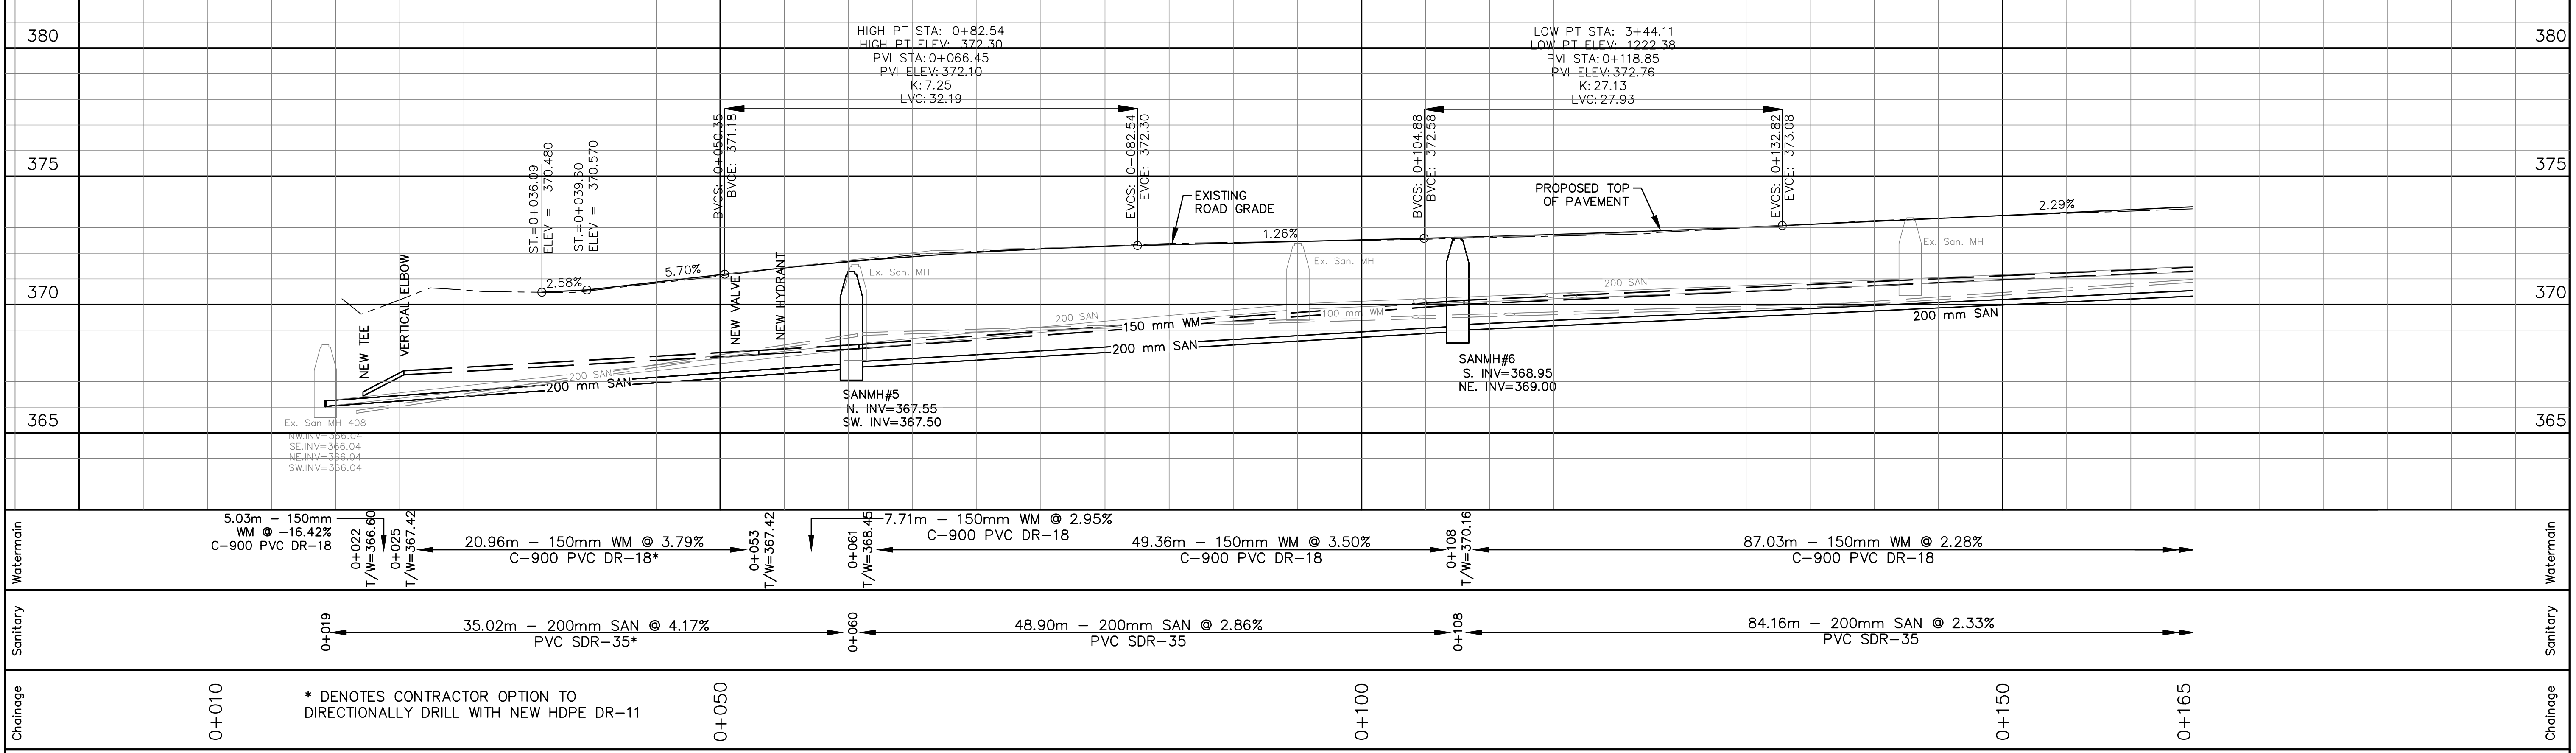 380
380
HIGH PT STA: 0+82.54
HIGH PT ELEV: 372.30
PVI STA:0+066.45
PVI ELEV:372.10
K:7.25
LVC:32.19
LOW PT STA: 3+44.11
LOW PT ELEV: 1222.38
PVI STA:0+118.85
PVI ELEV:372.76
K:27.13
LVC:27.93
375
375
ST.=0+036.09
ELEV = 370.480
ST.=0+039.60
ELEV = 370.570
BVCS: 0+050.35
BVCE: 371.18
EVCS: 0+082.54
EVCE: 372.30
BVCS: 0+104.88
BVCE: 372.58
EVCS: 0+132.82
EVCE: 373.08
EXISTING
ROAD GRADE
PROPOSED TOP
OF PAVEMENT
2.58%
5.70%
1.26%
2.29%
Ex. San. MH
Ex. San. MH
Ex. San. MH
370
370
NEW TEE
VERTICAL ELBOW
NEW VALVE
NEW HYDRANT
200 SAN
200 SAN
200 SAN
100 mm WM
150 mm WM
200 mm SAN
200 mm SAN
200 mm SAN
SANMH#5
N. INV=367.55
SW. INV=367.50
SANMH#6
S. INV=368.95
NE. INV=369.00
365
365
Ex. San MH 408
NW.INV=366.04
SE.INV=366.04
NE.INV=366.04
SW.INV=366.04
Watermain
5.03m – 150mm
WM @ –16.42%
C–900 PVC DR–18
0+022
T/W=366.60
0+025
T/W=367.42
20.96m – 150mm WM @ 3.79%
C–900 PVC DR–18*
0+053
T/W=367.42
7.71m – 150mm WM @ 2.95%
C–900 PVC DR–18
0+061
T/W=368.45
49.36m – 150mm WM @ 3.50%
C–900 PVC DR–18
0+108
T/W=370.16
87.03m – 150mm WM @ 2.28%
C–900 PVC DR–18
Watermain
Sanitary
0+019
35.02m – 200mm SAN @ 4.17%
PVC SDR–35*
0+060
48.90m – 200mm SAN @ 2.86%
PVC SDR–35
0+108
84.16m – 200mm SAN @ 2.33%
PVC SDR–35
Sanitary
Chainage
0+010
* DENOTES CONTRACTOR OPTION TO
DIRECTIONALLY DRILL WITH NEW HDPE DR–11
0+050
0+100
0+150
0+165
Chainage